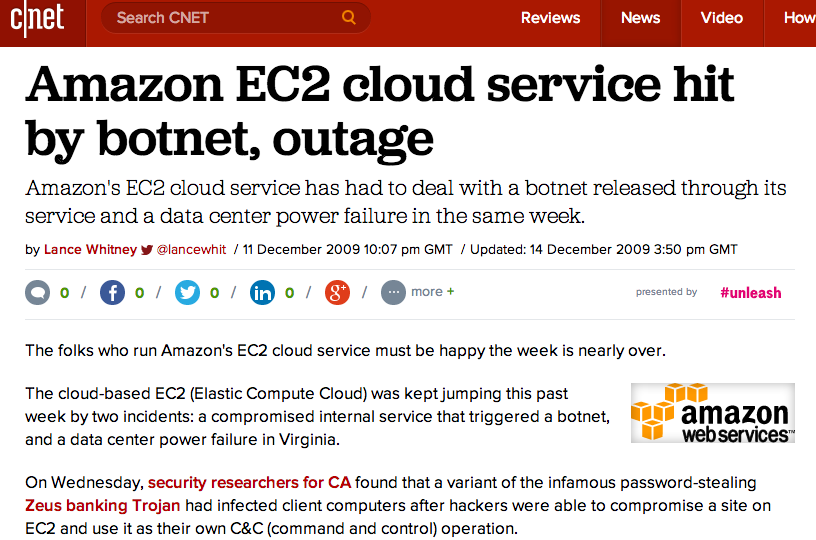 c|net
Search CNET
Reviews
News
Video
How
Amazon EC2 cloud service hit
by botnet, outage
Amazon's EC2 cloud service has had to deal with a botnet released through its
service and a data center power failure in the same week.
by Lance Whitney @lancewhit / 11 December 2009 10:07 pm GMT / Updated: 14 December 2009 3:50 pm GMT
0 / f 0 / 0 / in 0 / g+ / more +
presented by #unleash
The folks who run Amazon's EC2 cloud service must be happy the week is nearly over.
The cloud-based EC2 (Elastic Compute Cloud) was kept jumping this past
week by two incidents: a compromised internal service that triggered a botnet,
and a data center power failure in Virginia.
amazon
web services™
On Wednesday, security researchers for CA found that a variant of the infamous password-stealing
Zeus banking Trojan had infected client computers after hackers were able to compromise a site on
EC2 and use it as their own C&C (command and control) operation.